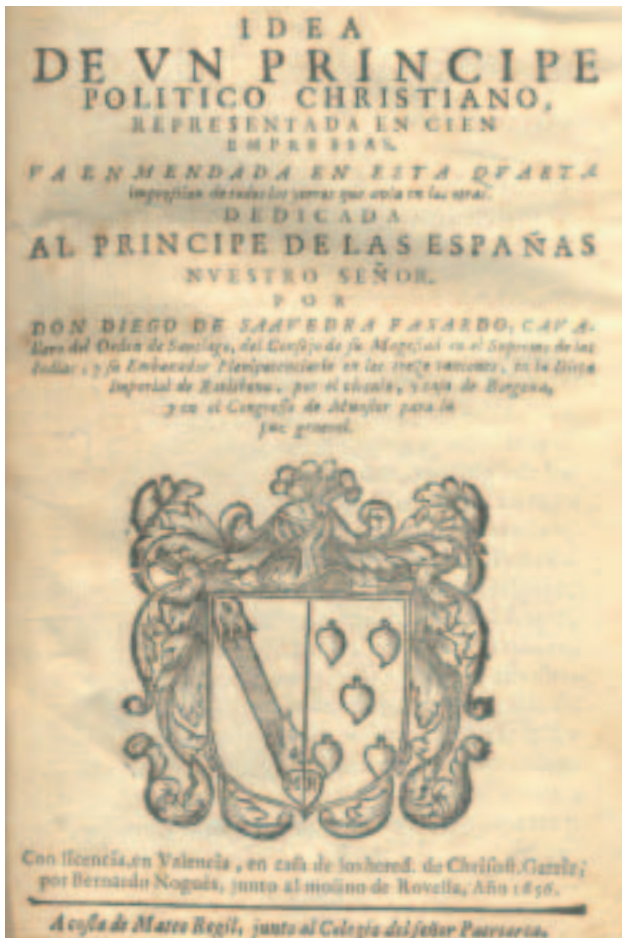 IDEA
DE VN PRINCIPE
POLITICO CHRISTIANO,
REPRESENTADA EN CIEN
EMPRESSAS.
VA ENMENDADA EN ESTA QVARTA
impression de todos los yerros que avia en las otras.
DEDICADA
AL PRINCIPE DE LAS ESPAÑAS
NVESTRO SEÑOR.
POR
DON DIEGO DE SAAVEDRA FAXARDO, CAVA-
llero del Orden de Santiago, del Consejo de su Magestad en el Supremo de las
Indias, y su Embaxador Plenipotenciario en los treze cantones, en la Dieta
Imperial de Ratisbona, por el circulo, y casa de Borgoña,
y en el Congresso de Munster para la
paz general.
Con licencia, en Valencia, en casa de los hered. de Chrisost. Garriz,
por Bernardo Noguès, junto al molino de Rovella, Año 1656.
A costa de Mateo Regil, junto al Colegio del señor Patriarca.